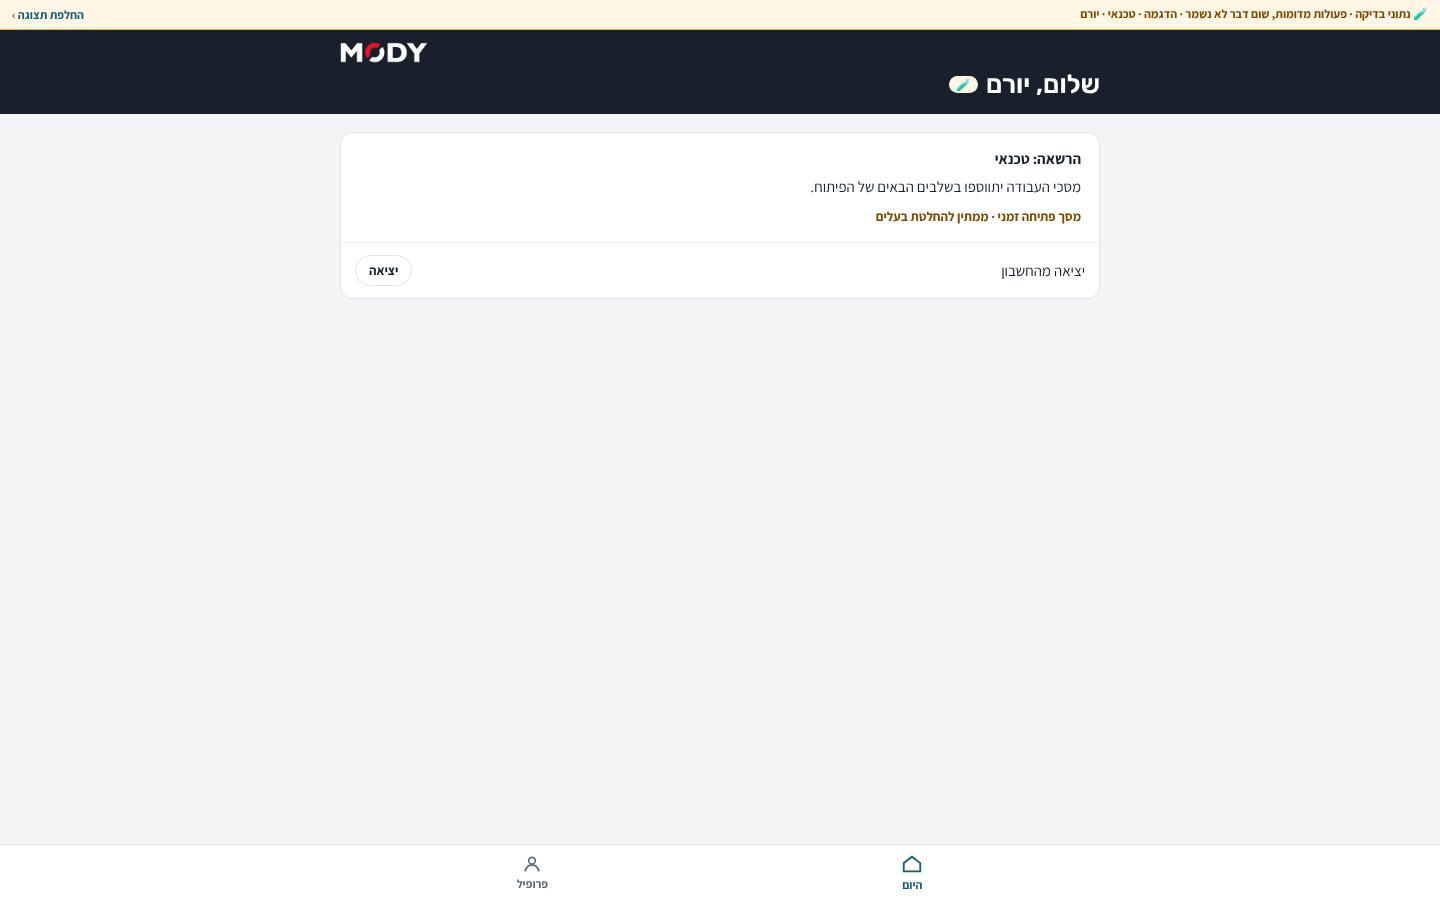 נתוני בדיקה · פעולות מדומות, שום דבר לא נשמר · הדגמה · טכנאי · יורם
החלפת תצוגה ›
MODY
שלום, יורם
הרשאה: טכנאי
מסכי העבודה יתווספו בשלבים הבאים של הפיתוח.
מסך פתיחה זמני · ממתין להחלטת בעלים
יציאה מהחשבון
יציאה
היום
פרופיל